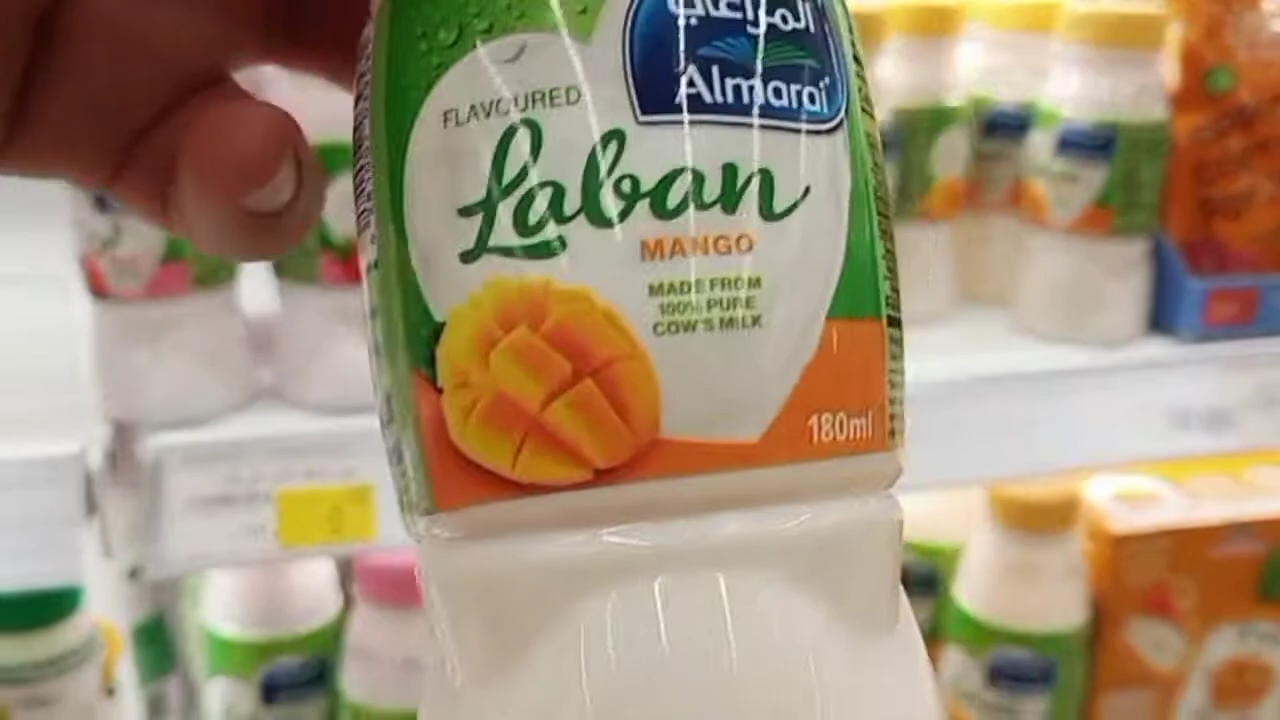 المراعي
Almarai
FLAVOURED
Laban
MANGO
MADE FROM
100% PURE
COW'S MILK
180ml